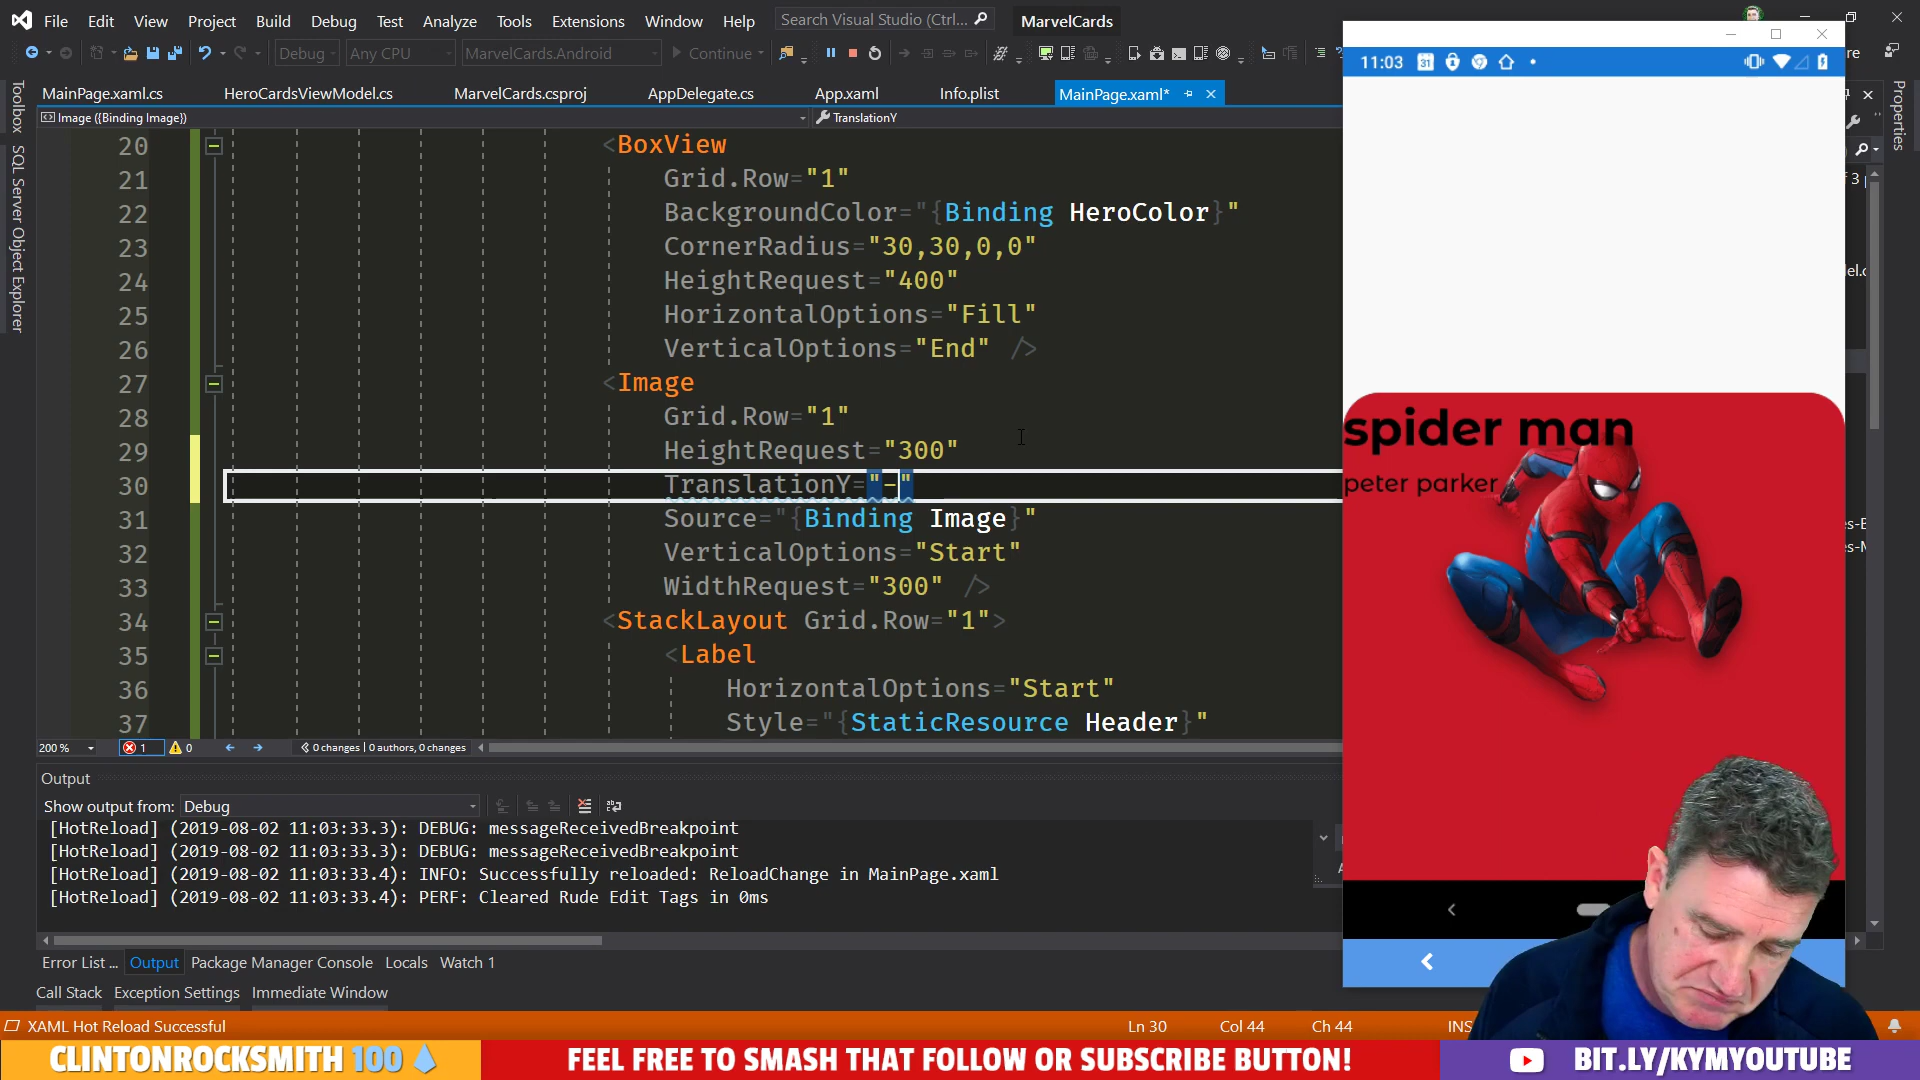 File Edit View Project Build Debug Test Analyze Tools Extensions Window Help Search Visual Studio (Ctrl... MarvelCards
Debug Any CPU MarvelCards.Android Continue
MainPage.xaml.cs HeroCardsViewModel.cs MarvelCards.csproj AppDelegate.cs App.xaml Info.plist MainPage.xaml*
Image ({Binding Image}) TranslationY
20 <BoxView
21 Grid.Row="1"
22 BackgroundColor="{Binding HeroColor}"
23 CornerRadius="30,30,0,0"
24 HeightRequest="400"
25 HorizontalOptions="Fill"
26 VerticalOptions="End" />
27 <Image
28 Grid.Row="1"
29 HeightRequest="300"
30 TranslationY="-"
31 Source="{Binding Image}"
32 VerticalOptions="Start"
33 WidthRequest="300" />
34 <StackLayout Grid.Row="1">
35 <Label
36 HorizontalOptions="Start"
37 Style="{StaticResource Header}"
200 % 1 0 0 changes | 0 authors, 0 changes
Output
Show output from: Debug
[HotReload] (2019-08-02 11:03:33.3): DEBUG: messageReceivedBreakpoint
[HotReload] (2019-08-02 11:03:33.3): DEBUG: messageReceivedBreakpoint
[HotReload] (2019-08-02 11:03:33.4): INFO: Successfully reloaded: ReloadChange in MainPage.xaml
[HotReload] (2019-08-02 11:03:33.4): PERF: Cleared Rude Edit Tags in 0ms
Error List ... Output Package Manager Console Locals Watch 1
Call Stack Exception Settings Immediate Window
XAML Hot Reload Successful Ln 30 Col 44 Ch 44 INS
Toolbox
SQL Server Object Explorer
Properties
11:03 31
spider man
peter parker
CLINTONROCKSMITH 100
FEEL FREE TO SMASH THAT FOLLOW OR SUBSCRIBE BUTTON!
BIT.LY/KYMYOUTUBE